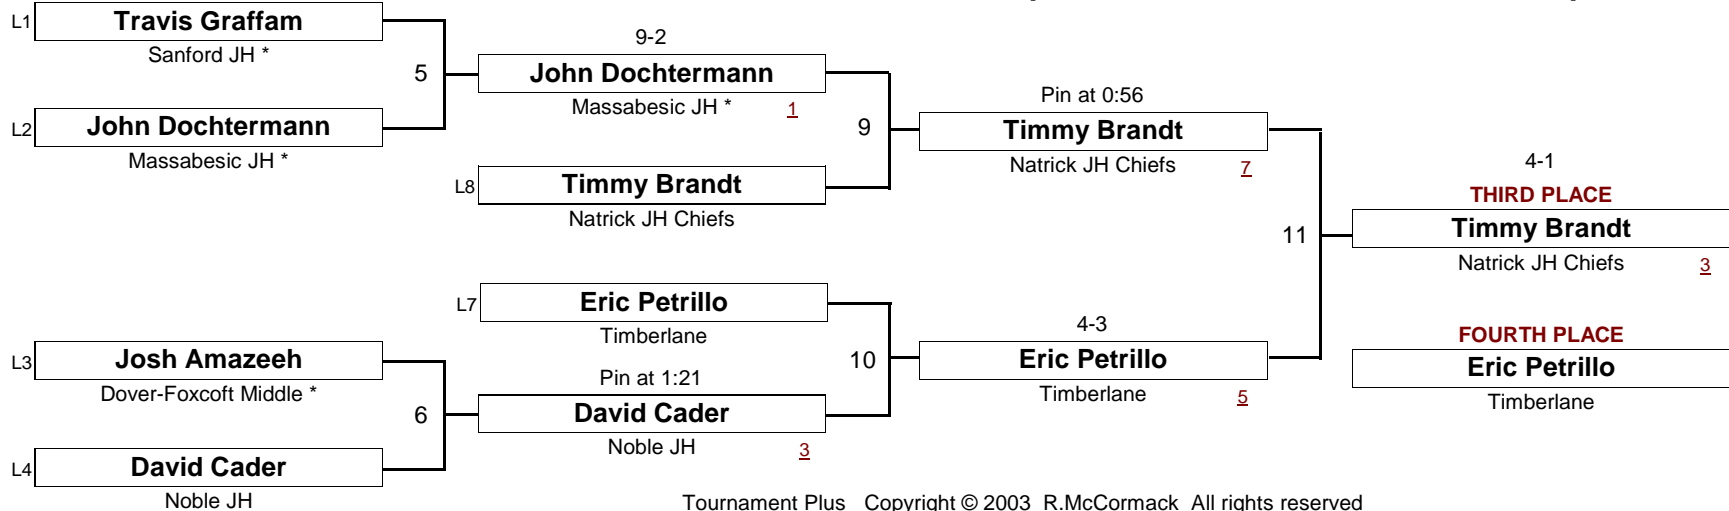 L1 Travis Graffam
Sanford JH *
5
L2 John Dochtermann
Massabesic JH *
9-2
John Dochtermann
Massabesic JH * 1
9
L8 Timmy Brandt
Natrick JH Chiefs
Pin at 0:56
Timmy Brandt
Natrick JH Chiefs 7
11
4-1
THIRD PLACE
Timmy Brandt
Natrick JH Chiefs 3
L7 Eric Petrillo
Timberlane
10
L3 Josh Amazeeh
Dover-Foxcoft Middle *
6
L4 David Cader
Noble JH
Pin at 1:21
David Cader
Noble JH 3
4-3
Eric Petrillo
Timberlane 5
FOURTH PLACE
Eric Petrillo
Timberlane
Tournament Plus Copyright © 2003 R.McCormack All rights reserved